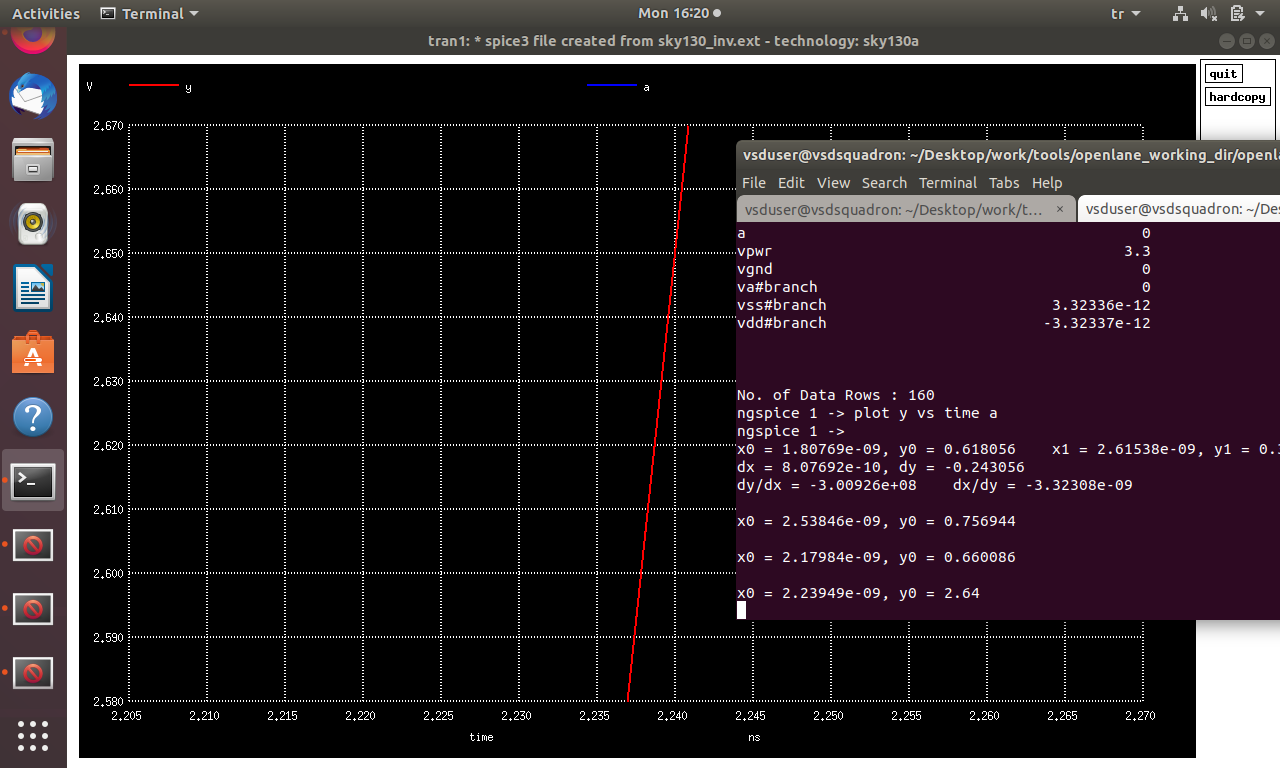 Activities Terminal Mon 16:20 tr
tran1: * spice3 file created from sky130_inv.ext - technology: sky130a
quit
hardcopy
V y a
2.670
2.660
2.650
2.640
2.630
2.620
2.610
2.600
2.590
2.580
2.205 2.210 2.215 2.220 2.225 2.230 2.235 2.240 2.245 2.250 2.255 2.260 2.265 2.270
time ns
vsduser@vsdsquadron: ~/Desktop/work/tools/openlane_working_dir/openla
File Edit View Search Terminal Tabs Help
vsduser@vsdsquadron: ~/Desktop/work/t... × vsduser@vsdsquadron: ~/Des
a 0
vpwr 3.3
vgnd 0
va#branch 0
vss#branch 3.32336e-12
vdd#branch -3.32337e-12
No. of Data Rows : 160
ngspice 1 -> plot y vs time a
ngspice 1 ->
x0 = 1.80769e-09, y0 = 0.618056 x1 = 2.61538e-09, y1 = 0.3
dx = 8.07692e-10, dy = -0.243056
dy/dx = -3.00926e+08 dx/dy = -3.32308e-09
x0 = 2.53846e-09, y0 = 0.756944
x0 = 2.17984e-09, y0 = 0.660086
x0 = 2.23949e-09, y0 = 2.64